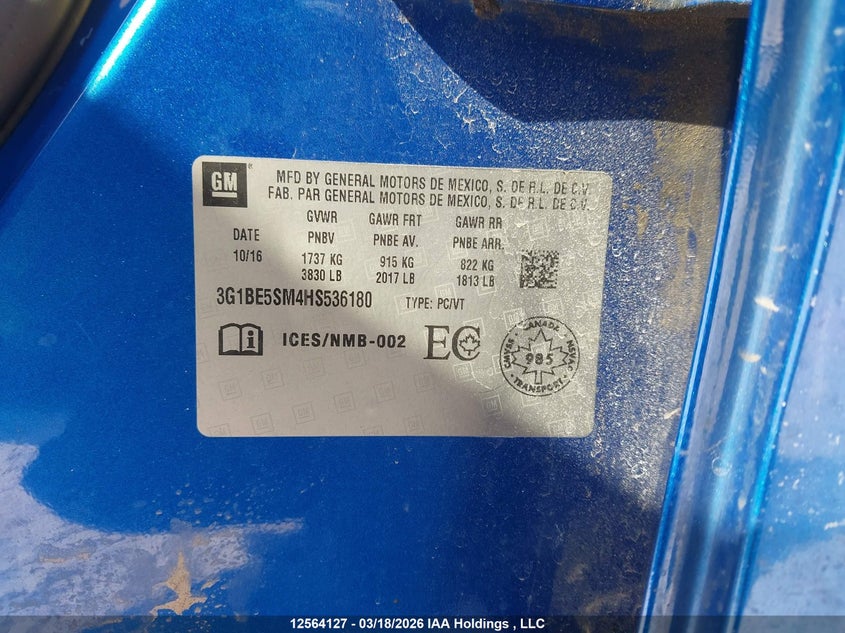 GM
MFD BY GENERAL MOTORS DE MEXICO, S. DE R.L. DE C.V.
FAB. PAR GENERAL MOTORS DE MEXICO, S. DE R.L. DE C.V.
GVWR GAWR FRT GAWR RR
DATE PNBV PNBE AV. PNBE ARR.
10/16 1737 KG 915 KG 822 KG
3830 LB 2017 LB 1813 LB
3G1BE5SM4HS536180 TYPE: PC/VT
i ICES/NMB-002 EC
CANADA
CMVSS 985 NSVAC
TRANSPORT
12564127 - 03/18/2026 IAA Holdings , LLC